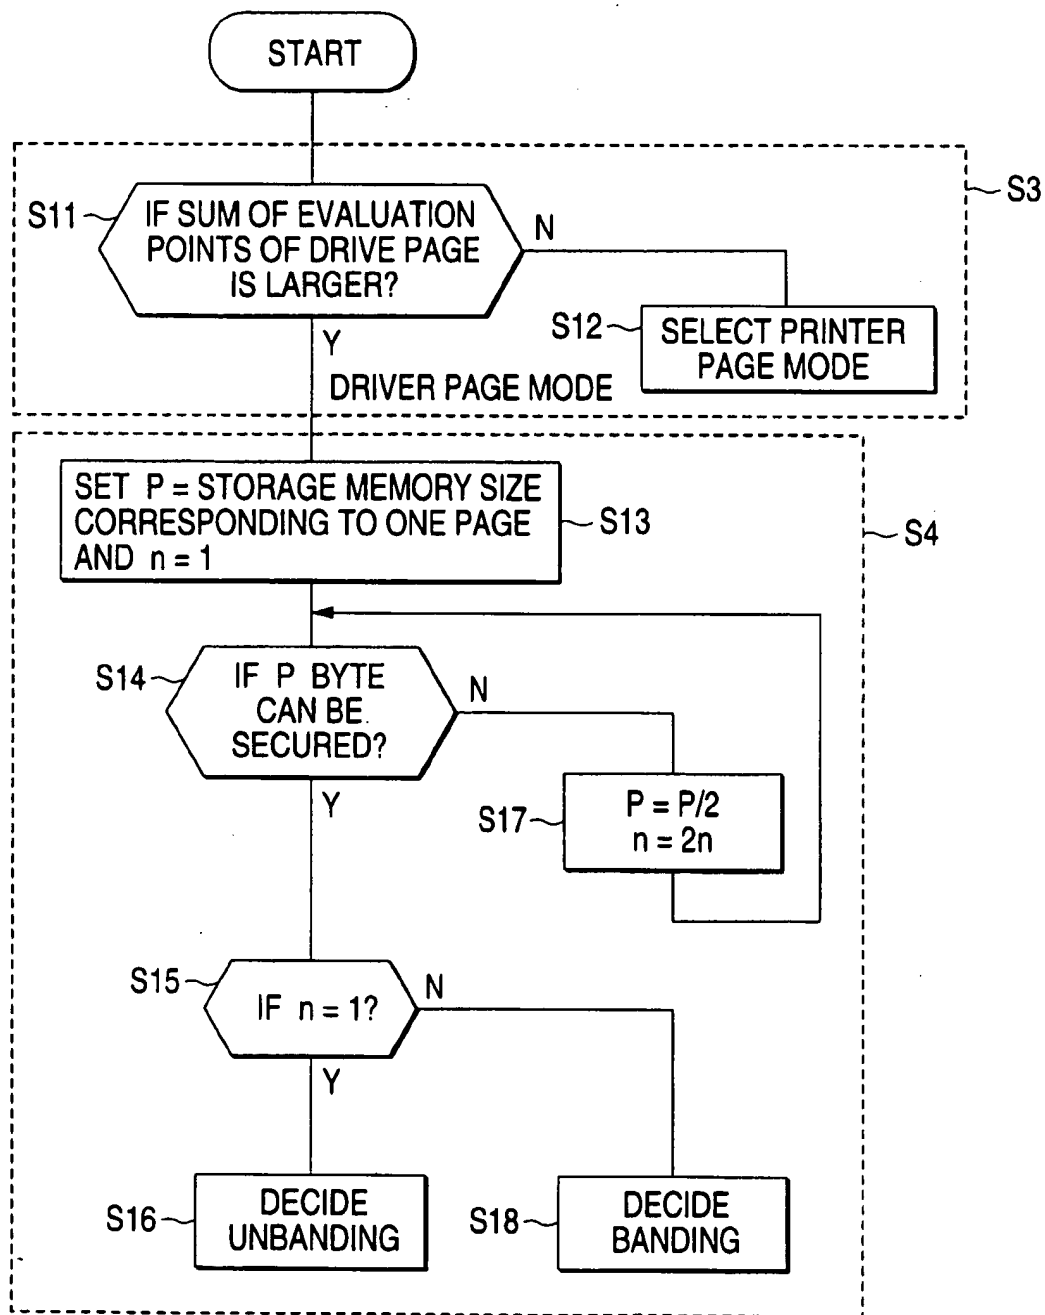 START
S3
S11
IF SUM OF EVALUATION
POINTS OF DRIVE PAGE
IS LARGER?
N
S12
SELECT PRINTER
PAGE MODE
Y
DRIVER PAGE MODE
SET P = STORAGE MEMORY SIZE
CORRESPONDING TO ONE PAGE
AND n = 1
S13
S4
S14
IF P BYTE
CAN BE
SECURED?
N
Y
S17
P = P/2
n = 2n
S15
IF n = 1?
N
Y
S16
DECIDE
UNBANDING
S18
DECIDE
BANDING